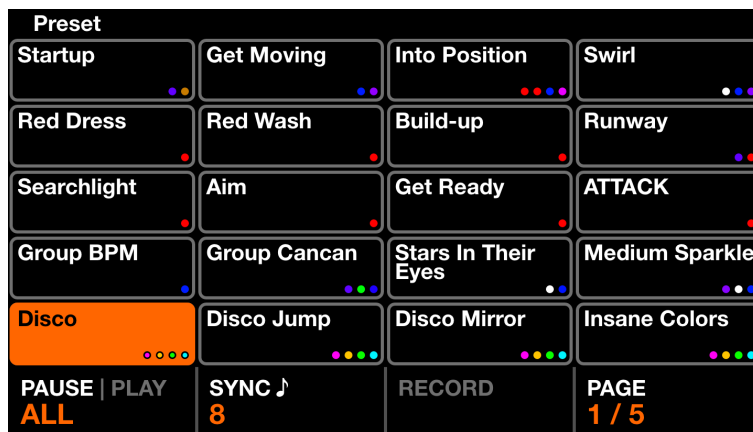 Preset
Startup
Get Moving
Into Position
Swirl
Red Dress
Red Wash
Build-up
Runway
Searchlight
Aim
Get Ready
ATTACK
Group BPM
Group Cancan
Stars In Their
Eyes
Medium Sparkle
Disco
Disco Jump
Disco Mirror
Insane Colors
PAUSE | PLAY
SYNC ♪
RECORD
PAGE
ALL
8
1 / 5